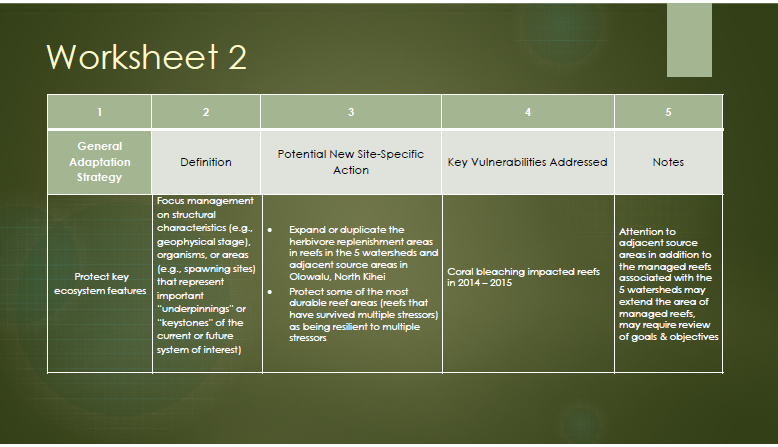 Worksheet 2
1
2
3
4
5
General
Adaptation
Strategy
Definition
Potential New Site-Specific
Action
Key Vulnerabilities Addressed
Notes
Protect key
ecosystem features
Focus management
on structural
characteristics (e.g.,
geophysical stage),
organisms, or areas
(e.g., spawning sites)
that represent
important
"underpinnings" or
"keystones" of the
current or future
system of interest)
• Expand or duplicate the
herbivore replenishment areas
in reefs in the 5 watersheds and
adjacent source areas in
Olowalu, North Kihei
• Protect some of the most
durable reef areas (reefs that
have survived multiple stressors)
as being resilient to multiple
stressors
Coral bleaching impacted reefs
in 2014 – 2015
Attention to
adjacent source
areas in addition to
the managed reefs
associated with the
5 watersheds may
extend the area of
managed reefs,
may require review
of goals & objectives